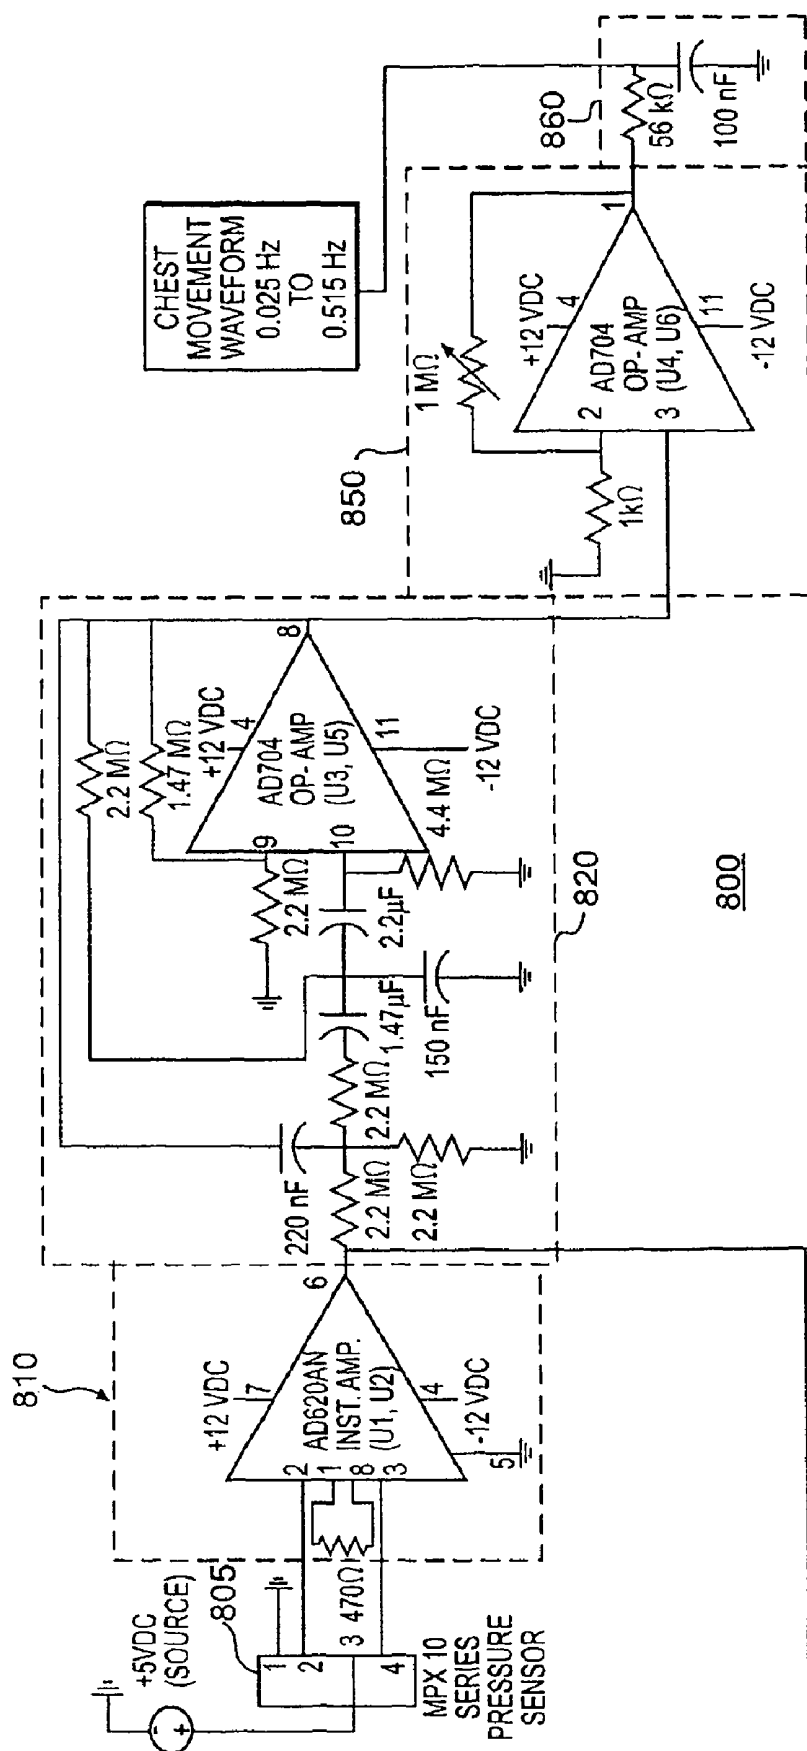 +5VDC
(SOURCE)
805
1
2
3
4
MPX 10
SERIES
PRESSURE
SENSOR
470Ω
810
+12 VDC
7
2
1
8
3
AD620AN
INST. AMP.
(U1, U2)
6
4
-12 VDC
5
220 nF
2.2 MΩ
2.2 MΩ
2.2 MΩ
1.47µF
150 nF
2.2µF
2.2 MΩ
2.2 MΩ
1.47 MΩ
+12 VDC
4
9
10
AD704
OP-AMP
(U3, U5)
8
11
-12 VDC
4.4 MΩ
820
800
850
1 MΩ
1kΩ
+12 VDC
4
2
3
AD704
OP-AMP
(U4, U6)
1
11
-12 VDC
860
56 kΩ
100 nF
CHEST
MOVEMENT
WAVEFORM
0.025 Hz
TO
0.515 Hz